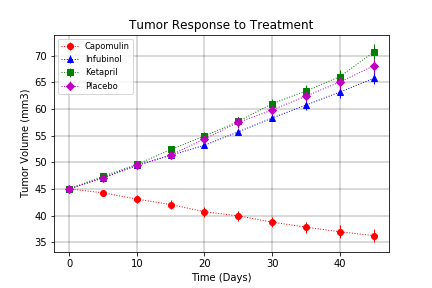 Tumor Response to Treatment
Capomulin
Infubinol
Ketapril
Placebo
Tumor Volume (mm3)
70
65
60
55
50
45
40
35
0
10
20
30
40
Time (Days)